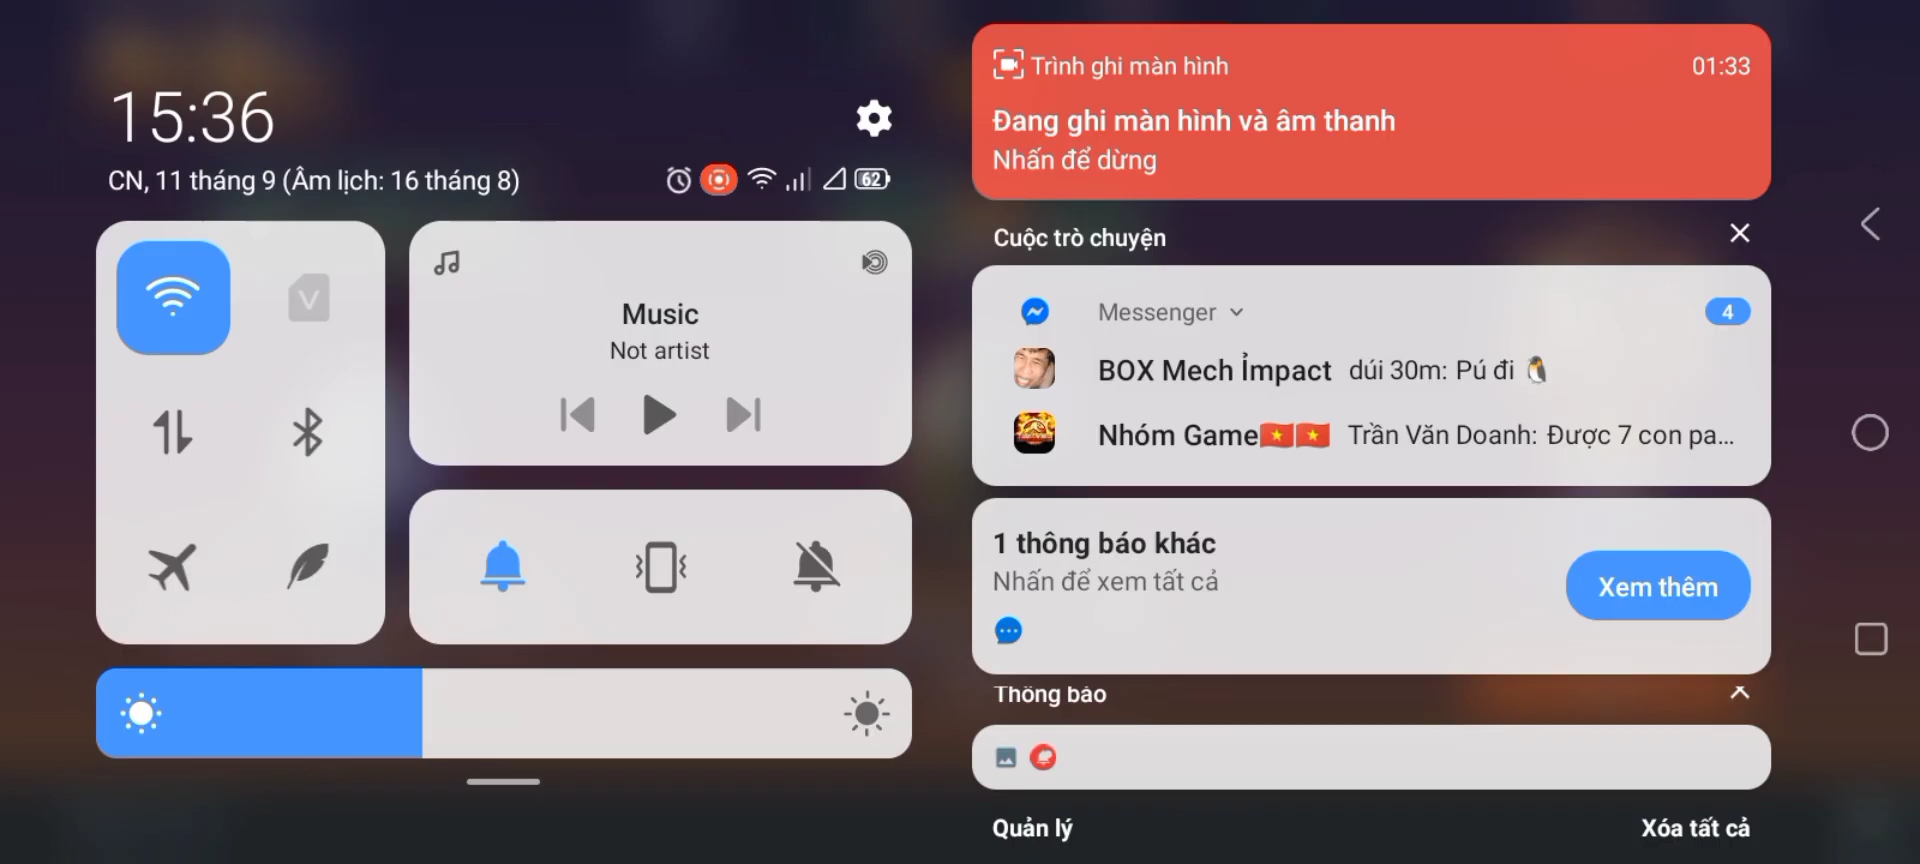 15:36
CN, 11 tháng 9 (Âm lịch: 16 tháng 8)
62
V
Music
Not artist
Trình ghi màn hình
01:33
Đang ghi màn hình và âm thanh
Nhấn để dừng
Cuộc trò chuyện
Messenger
4
BOX Mech Ỉmpact dúi 30m: Pú đi 🐧
Nhóm Game🇻🇳🇻🇳 Trần Văn Doanh: Được 7 con pa...
1 thông báo khác
Nhấn để xem tất cả
Xem thêm
Thông báo
Quản lý
Xóa tất cả